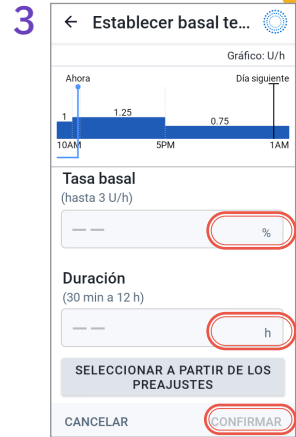 3
← Establecer basal te...
Gráfico: U/h
Ahora Día siguiente
1 1.25 0.75
10AM 5PM 1AM
Tasa basal
(hasta 3 U/h)
—— %
Duración
(30 min a 12 h)
—— h
SELECCIONAR A PARTIR DE LOS
PREAJUSTES
CANCELAR CONFIRMAR